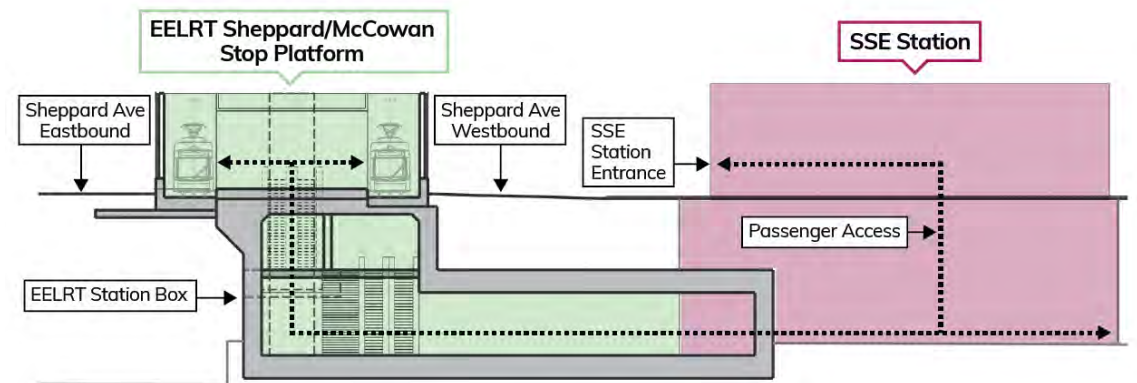 EELRT Sheppard/McCowan
Stop Platform
SSE Station
Sheppard Ave
Eastbound
Sheppard Ave
Westbound
SSE
Station
Entrance
Passenger Access
EELRT Station Box